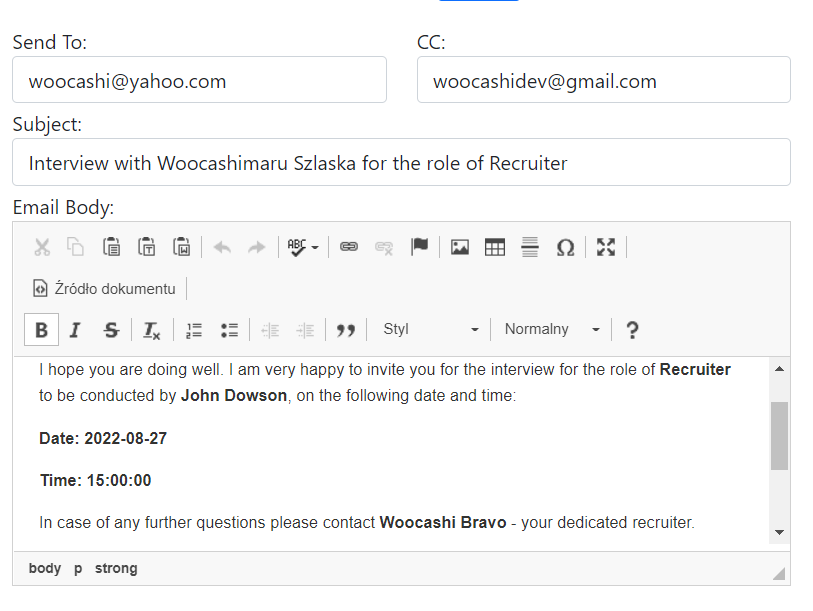 Send To:
CC:
woocashi@yahoo.com
woocashidev@gmail.com
Subject:
Interview with Woocashimaru Szlaska for the role of Recruiter
Email Body:
ABC
Ω
Źródło dokumentu
B I S Tx
1
2
Styl
Normalny
?
I hope you are doing well. I am very happy to invite you for the interview for the role of Recruiter
to be conducted by John Dowson, on the following date and time:
Date: 2022-08-27
Time: 15:00:00
In case of any further questions please contact Woocashi Bravo - your dedicated recruiter.
body p strong